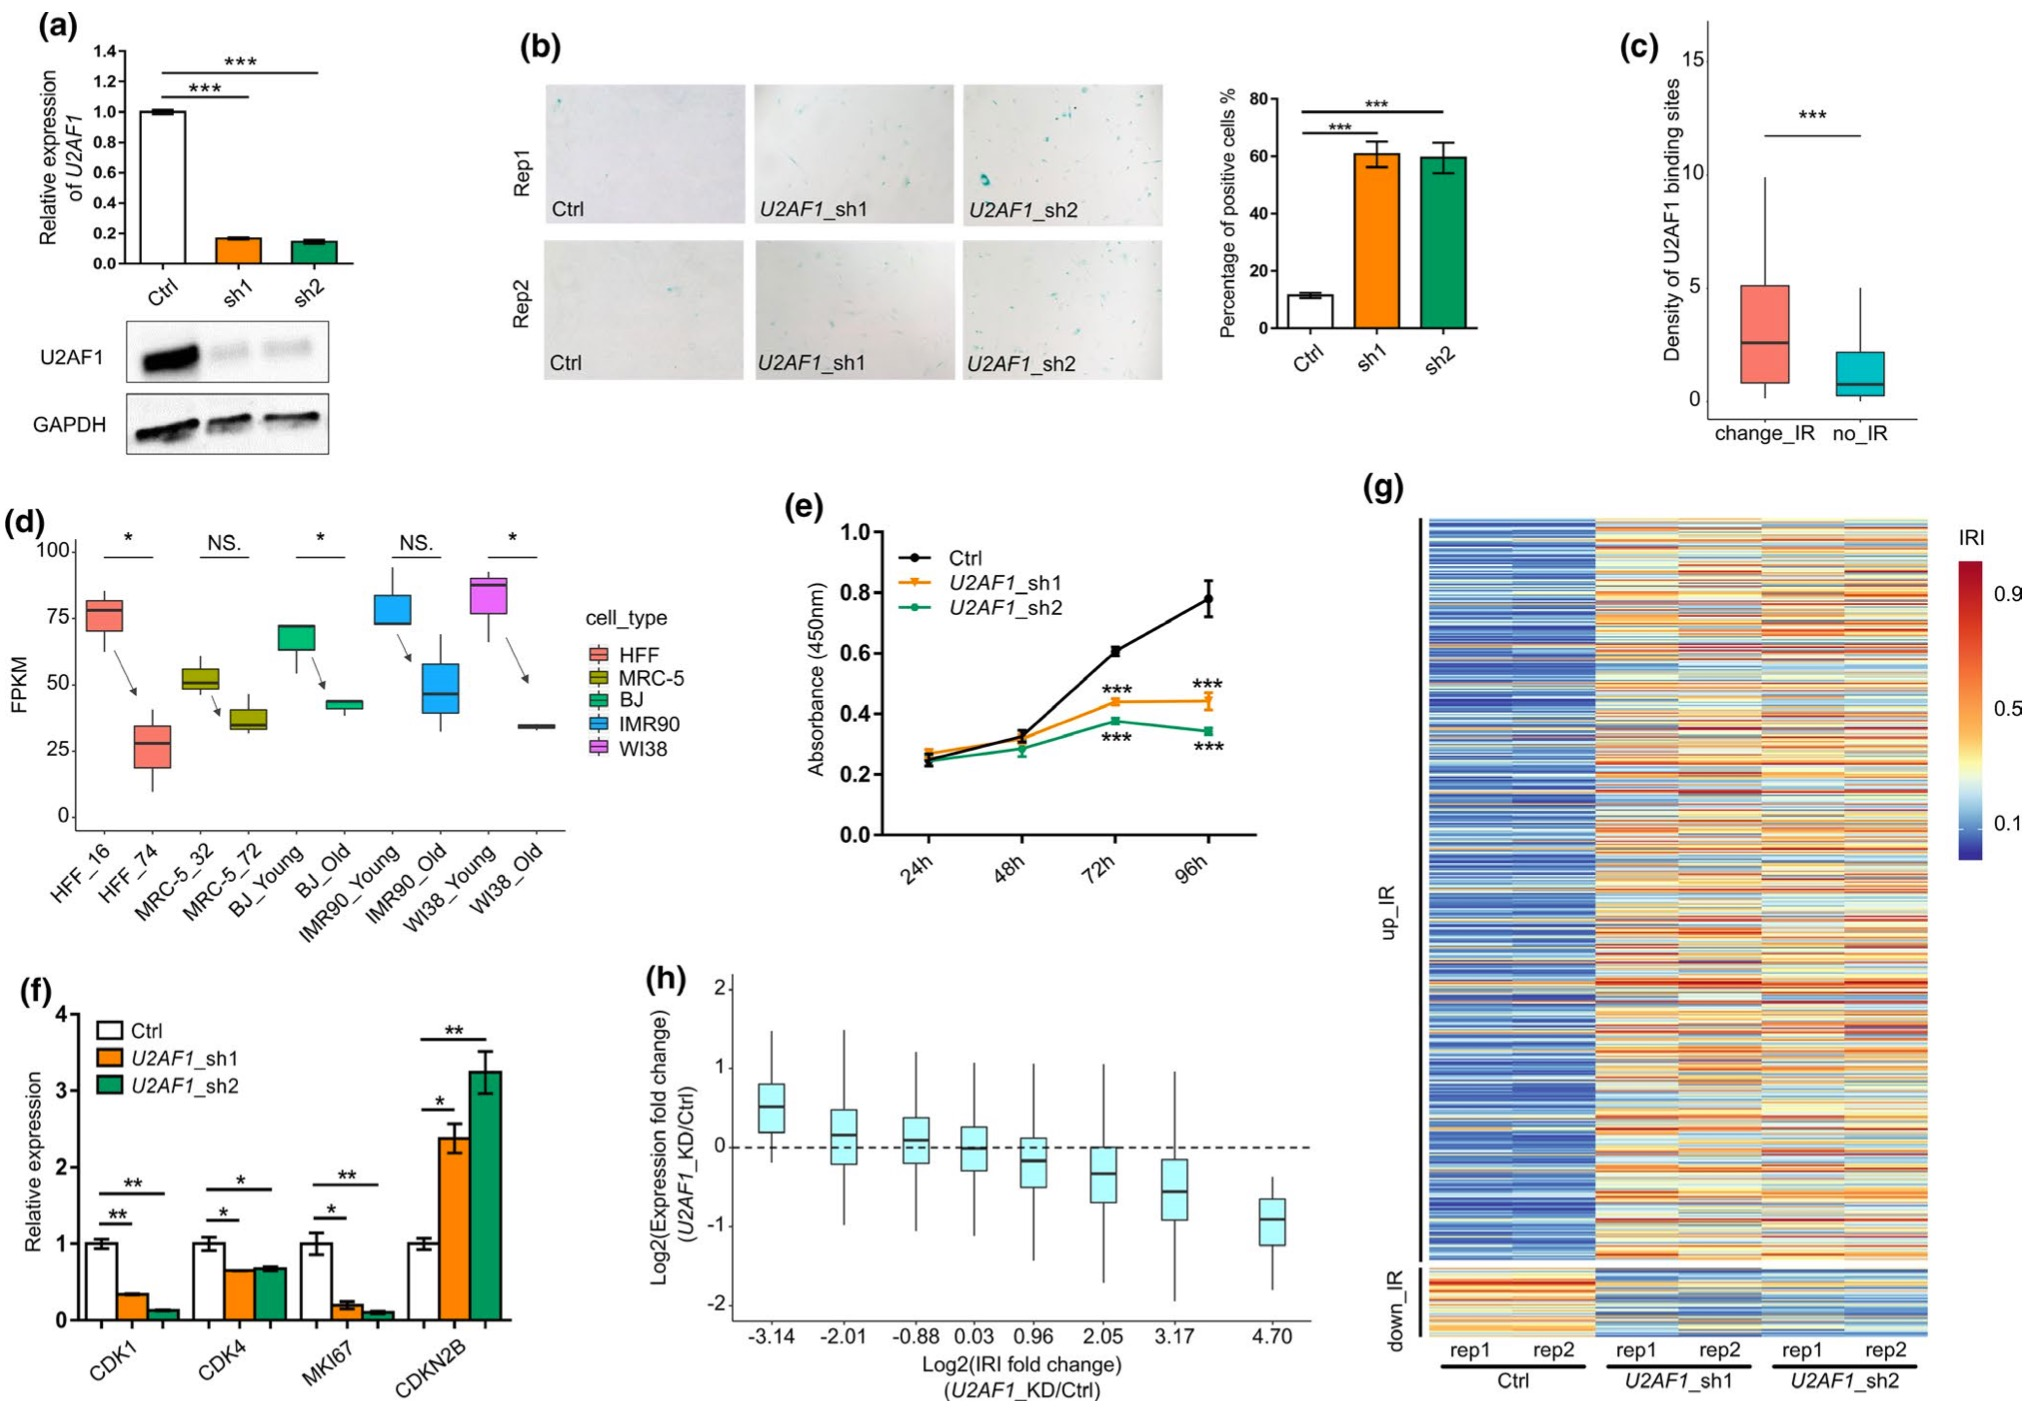 (a)
1.4
1.2
1.0
0.8
0.6
0.4
0.2
0.0
Relative expression
of U2AF1
***
***
Ctrl
sh1
sh2
U2AF1
GAPDH
(b)
Rep1
Ctrl
U2AF1_sh1
U2AF1_sh2
Rep2
Ctrl
U2AF1_sh1
U2AF1_sh2
Percentage of positive cells %
80
60
40
20
0
***
***
Ctrl
sh1
sh2
(c)
Density of U2AF1 binding sites
15
10
5
0
***
change_IR
no_IR
(d)
FPKM
100
75
50
25
0
*
NS.
*
NS.
*
HFF_16
HFF_74
MRC-5_32
MRC-5_72
BJ_Young
BJ_Old
IMR90_Young
IMR90_Old
WI38_Young
WI38_Old
cell_type
HFF
MRC-5
BJ
IMR90
WI38
(e)
Absorbance (450nm)
1.0
0.8
0.6
0.4
0.2
0.0
Ctrl
U2AF1_sh1
U2AF1_sh2
***
***
***
***
24h
48h
72h
96h
(f)
Relative expression
4
3
2
1
0
Ctrl
U2AF1_sh1
U2AF1_sh2
**
**
*
*
**
*
**
*
CDK1
CDK4
MKI67
CDKN2B
(g)
up_IR
down_IR
IRI
0.9
0.5
0.1
rep1 rep2 rep1 rep2 rep1 rep2
Ctrl U2AF1_sh1 U2AF1_sh2
(h)
Log2(Expression fold change)
(U2AF1_KD/Ctrl)
2
1
0
-1
-2
-3.14 -2.01 -0.88 0.03 0.96 2.05 3.17 4.70
Log2(IRI fold change)
(U2AF1_KD/Ctrl)